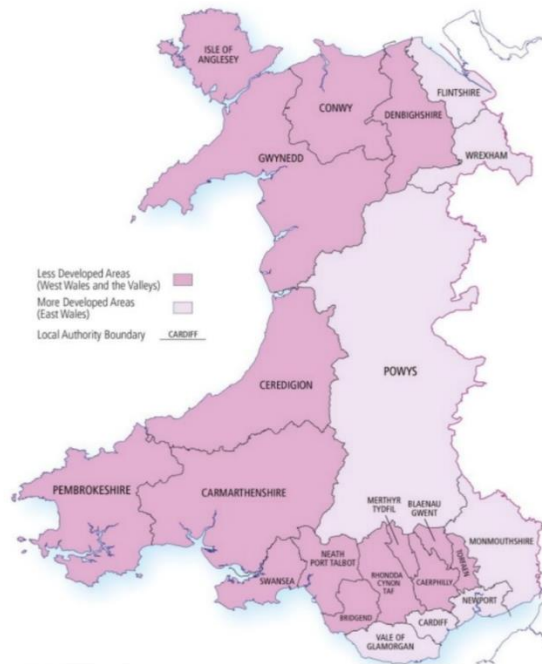 ISLE OF
ANGLESEY
CONWY
FLINTSHIRE
DENBIGHSHIRE
WREXHAM
GWYNEDD
Less Developed Areas
(West Wales and the Valleys)
More Developed Areas
(East Wales)
Local Authority Boundary CARDIFF
POWYS
CEREDIGION
PEMBROKESHIRE
CARMARTHENSHIRE
MERTHYR
TYDFIL
BLAENAU
GWENT
MONMOUTHSHIRE
SWANSEA
NEATH
PORT TALBOT
RHONDDA
CYNON
TAF
CAERPHILLY
TORFAEN
NEWPORT
BRIDGEND
CARDIFF
VALE OF
GLAMORGAN